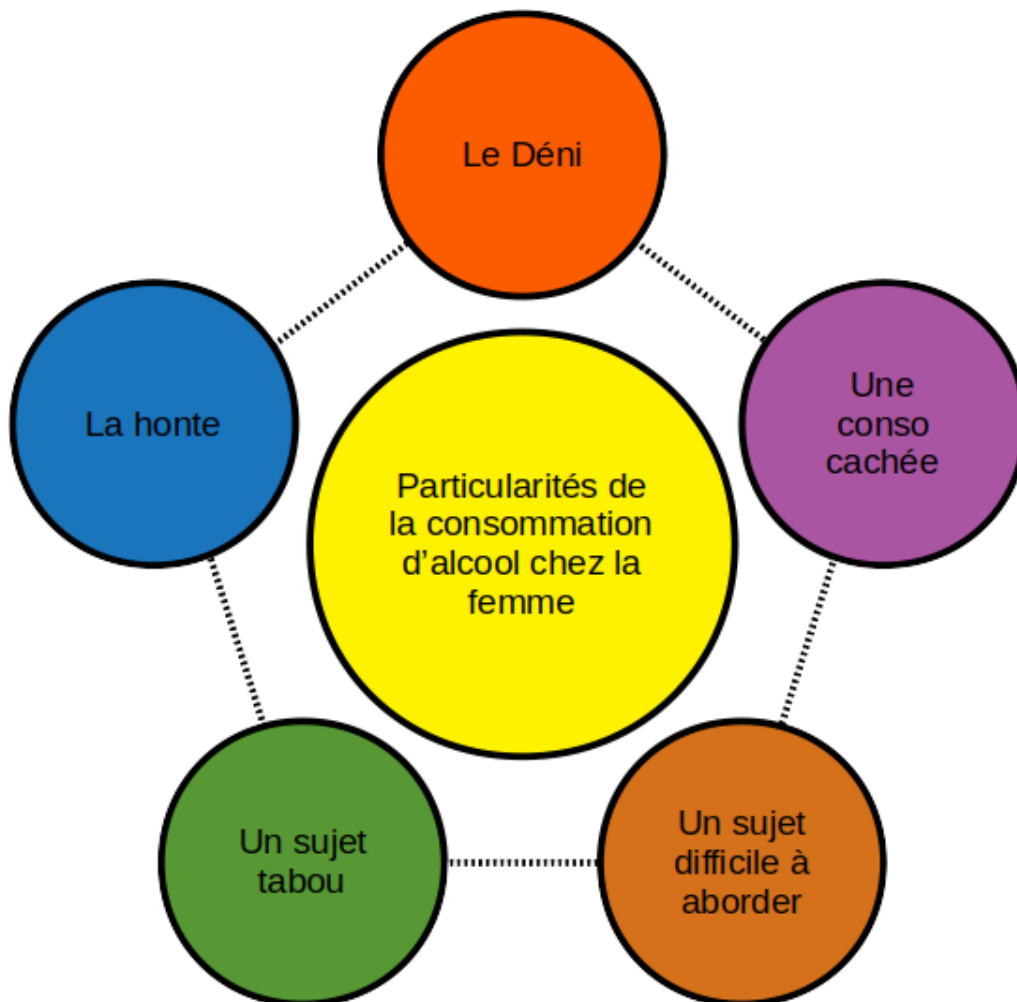 Le Déni
La honte
Une
conso
cachée
Particularités de
la consommation
d’alcool chez la
femme
Un sujet
tabou
Un sujet
difficile à
aborder